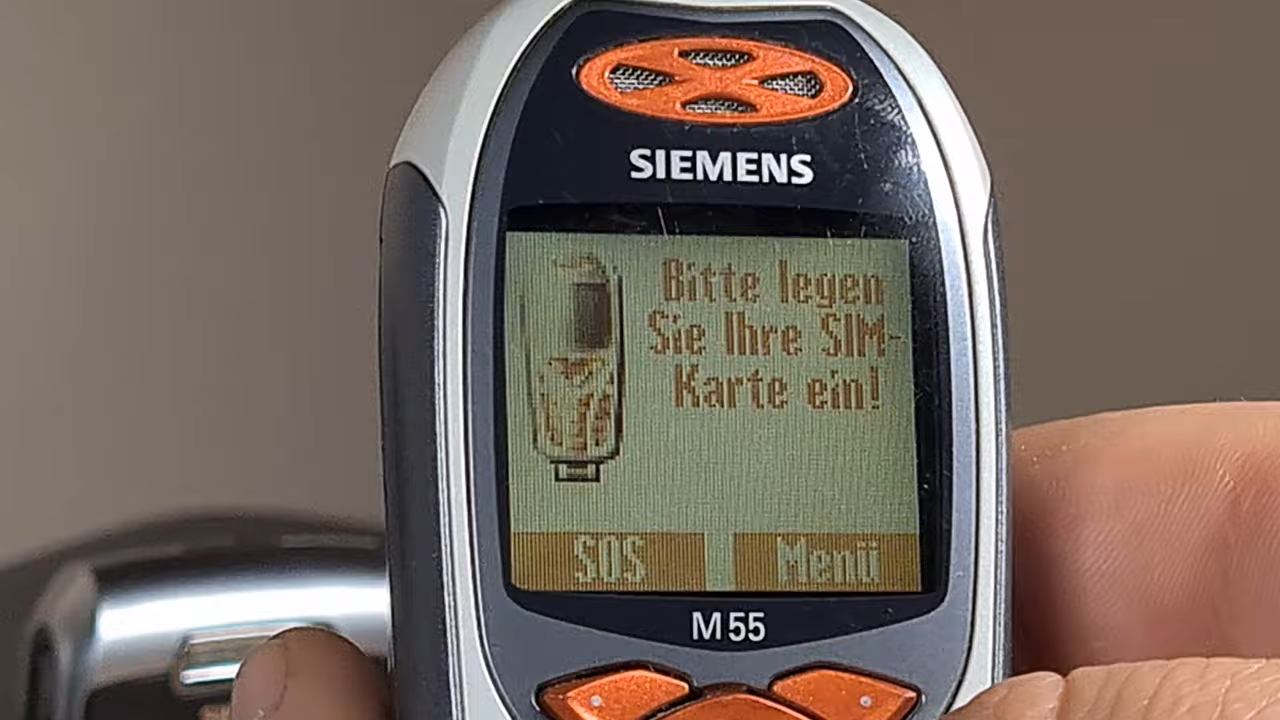 SIEMENS
Bitte legen
Sie Ihre SIM-
Karte ein!
SOS Menü
M55